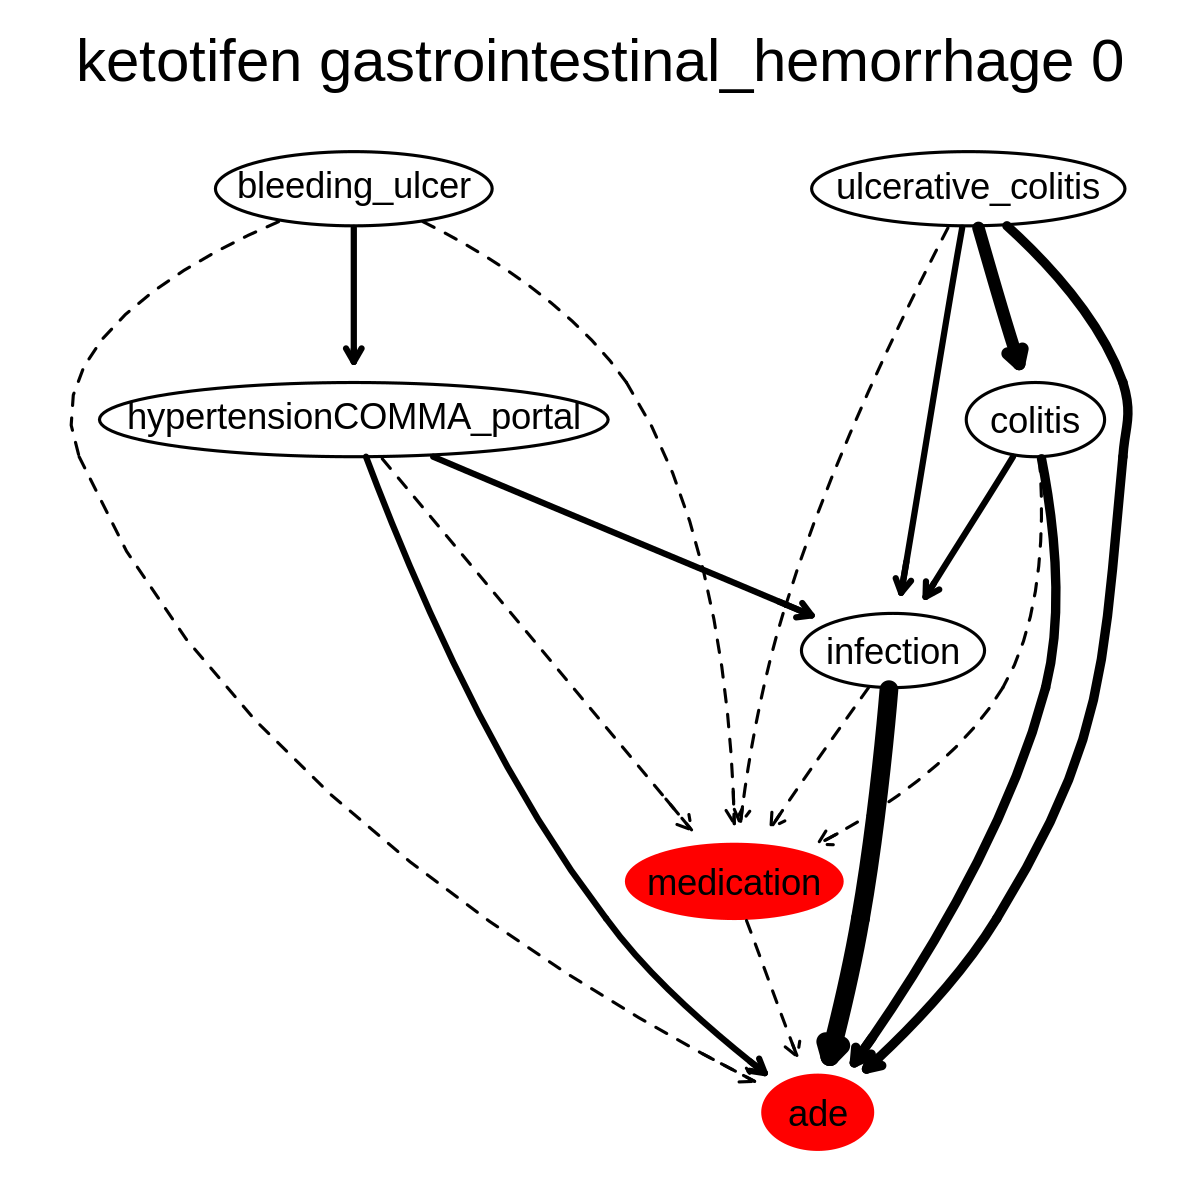 ketotifen gastrointestinal_hemorrhage 0
bleeding_ulcer
ulcerative_colitis
hypertensionCOMMA_portal
colitis
infection
medication
ade